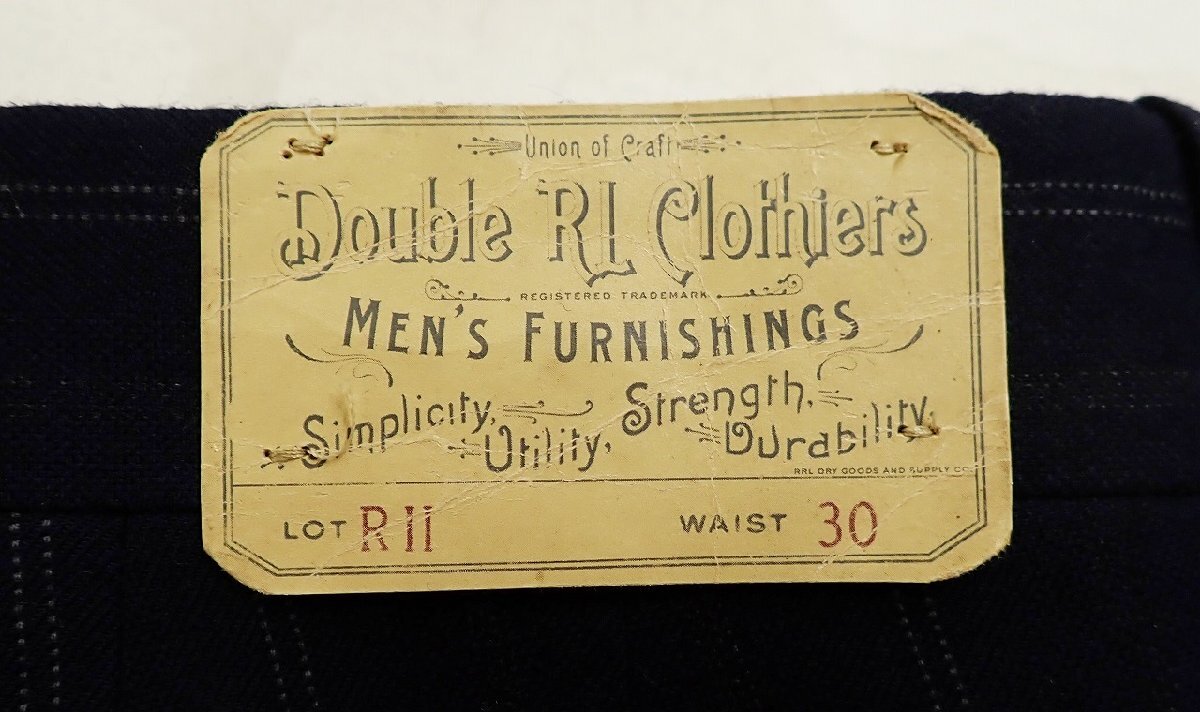 Union of Craft
Double RL Clothiers
REGISTERED TRADEMARK
MEN'S FURNISHINGS
Simplicity, Utility, Strength, Durability.
RRL DRY GOODS AND SUPPLY CO.
LOT R11 WAIST 30